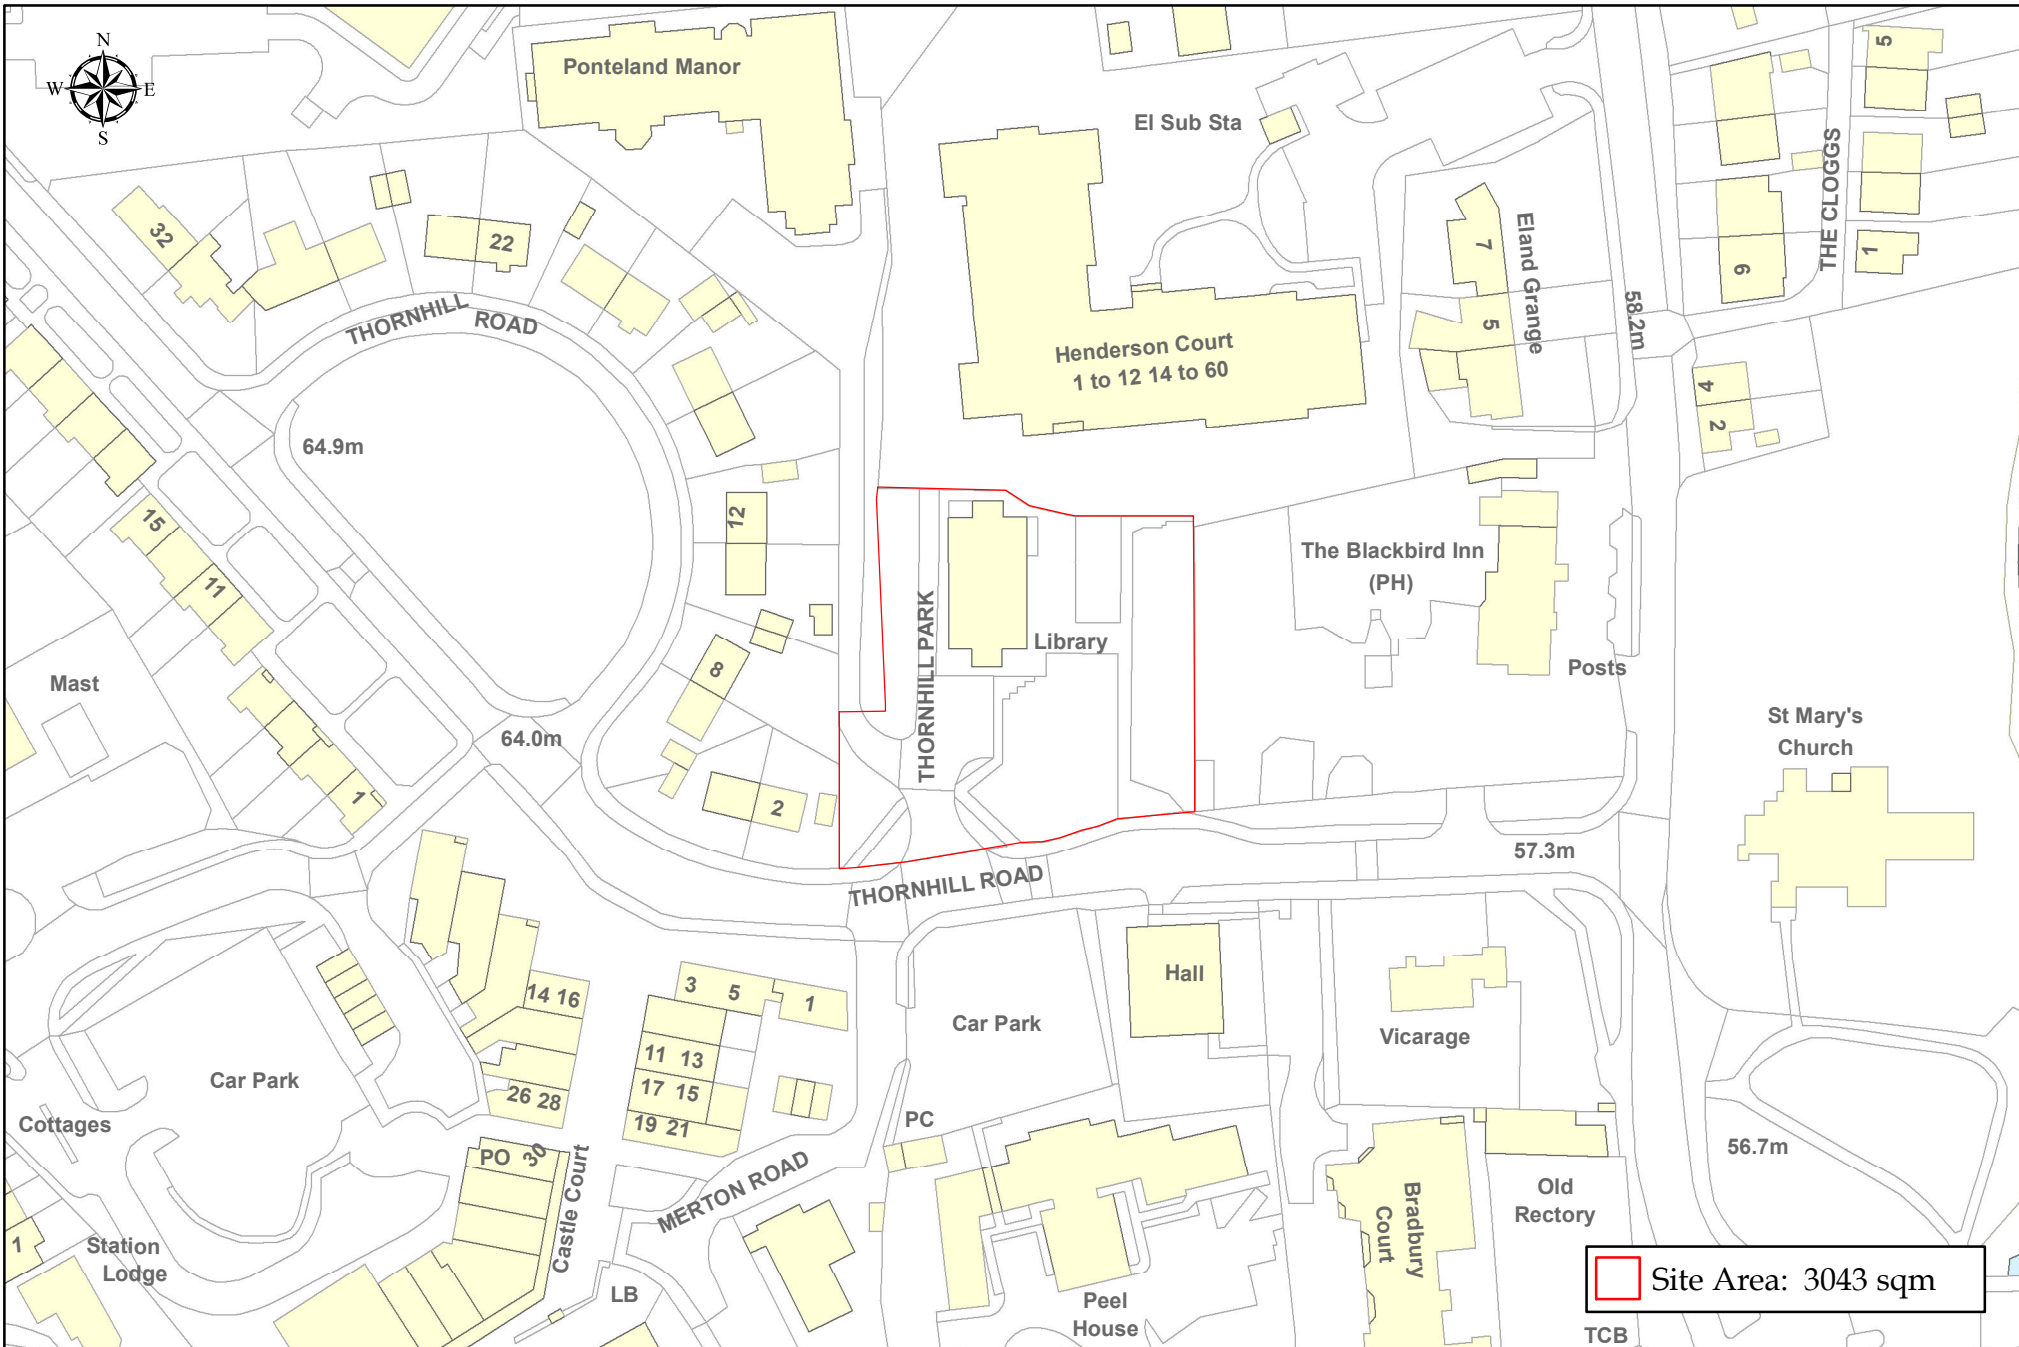 N
W E
S
Ponteland Manor
El Sub Sta
5
THE CLOGGS
32
22
7
Eland Grange
6
1
THORNHILL
ROAD
58.2m
5
Henderson Court
1 to 12 14 to 60
4
2
64.9m
15
12
11
The Blackbird Inn
(PH)
THORNHILL PARK
Library
8
Posts
Mast
St Mary's
Church
64.0m
1
2
57.3m
THORNHILL ROAD
Hall
3 5 1
14 16
Car Park
Vicarage
11 13
Car Park
17 15
26 28
PC
Cottages
19 21
56.7m
PO 30
Castle Court
MERTON ROAD
Bradbury
Court
Old
Rectory
1
Station
Lodge
LB
Peel
House
Site Area: 3043 sqm
TCB